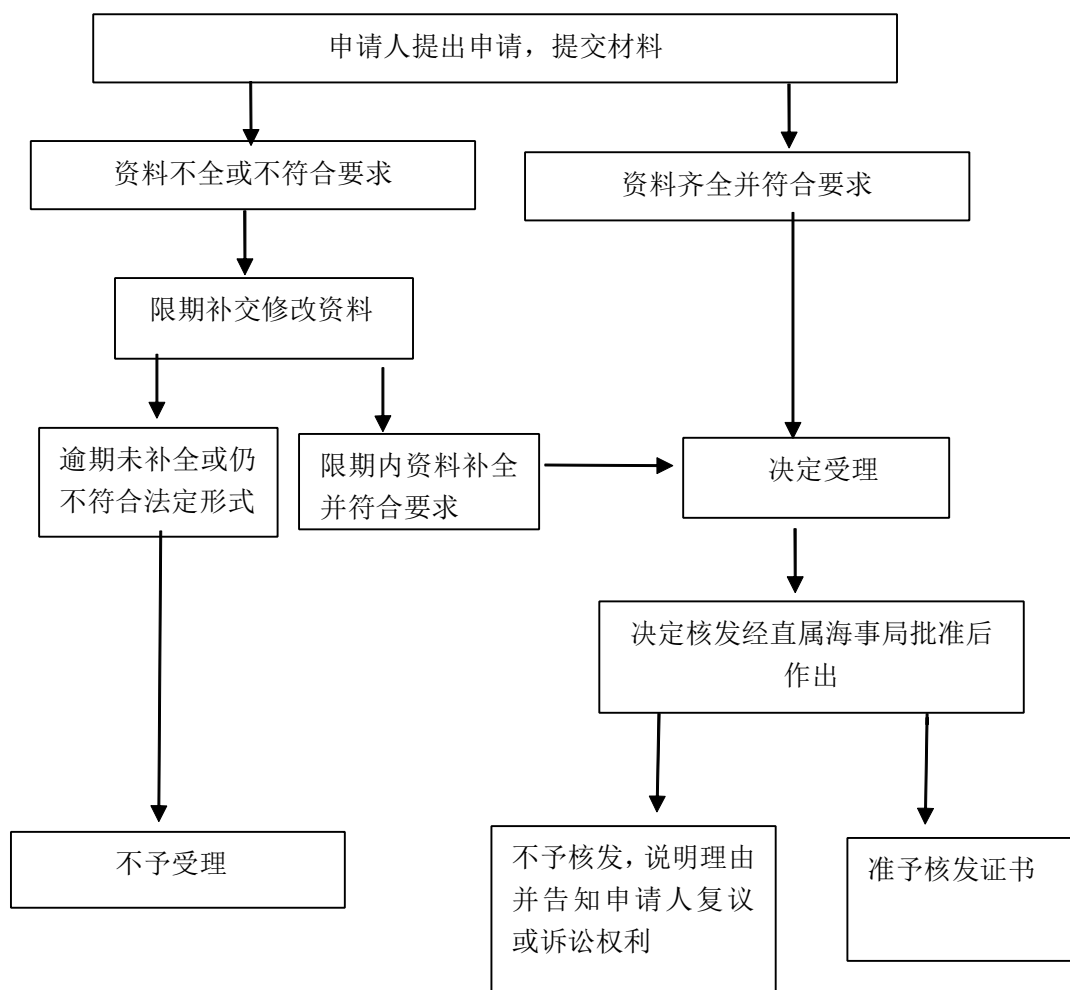 申请人提出申请，提交材料
资料不全或不符合要求
资料齐全并符合要求
限期补交修改资料
逾期未补全或仍
不符合法定形式
限期内资料补全
并符合要求
决定受理
决定核发经直属海事局批准后
作出
不予受理
不予核发，说明理由
并告知申请人复议
或诉讼权利
准予核发证书